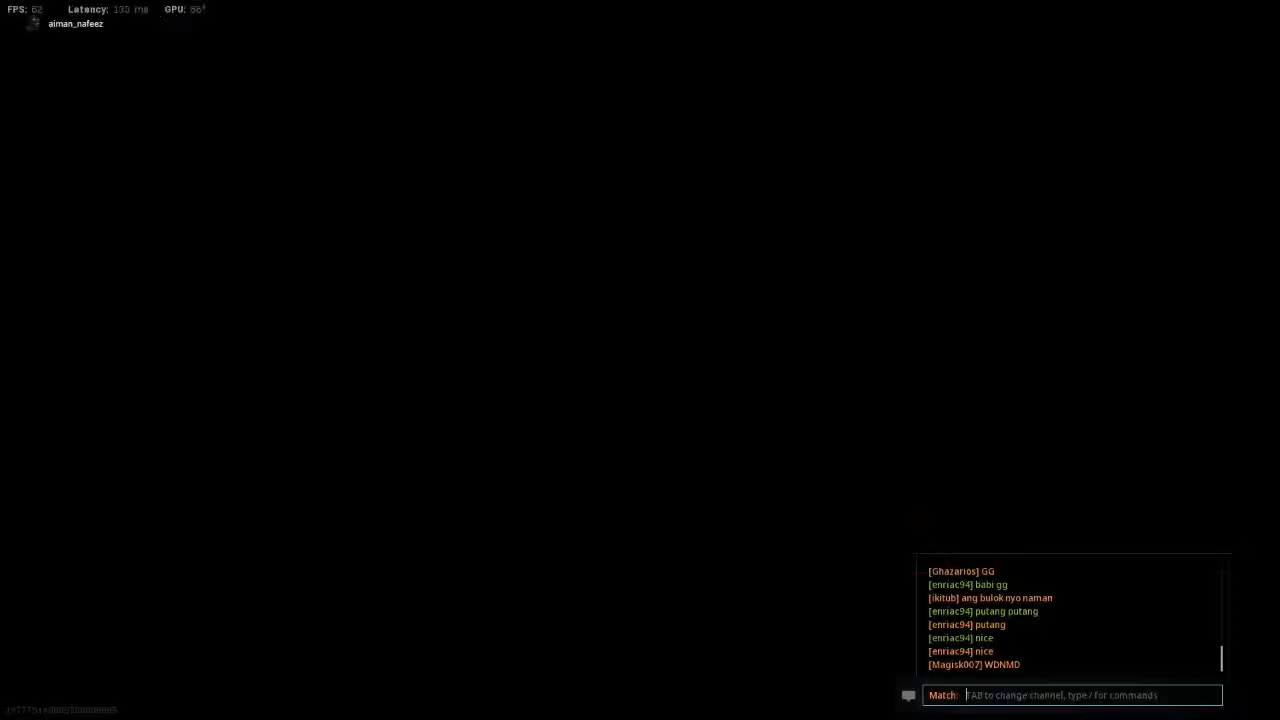 FPS: 62 Latency: 133 ms GPU:
aiman_nafeez
[Ghazarios] GG
[enriac94] babi gg
[ikitub] ang bulok nyo naman
[enriac94] putang putang
[enriac94] putang
[enriac94] nice
[enriac94] nice
[Magisk007] WDNMD
Match: TAB to change channel, type / for commands